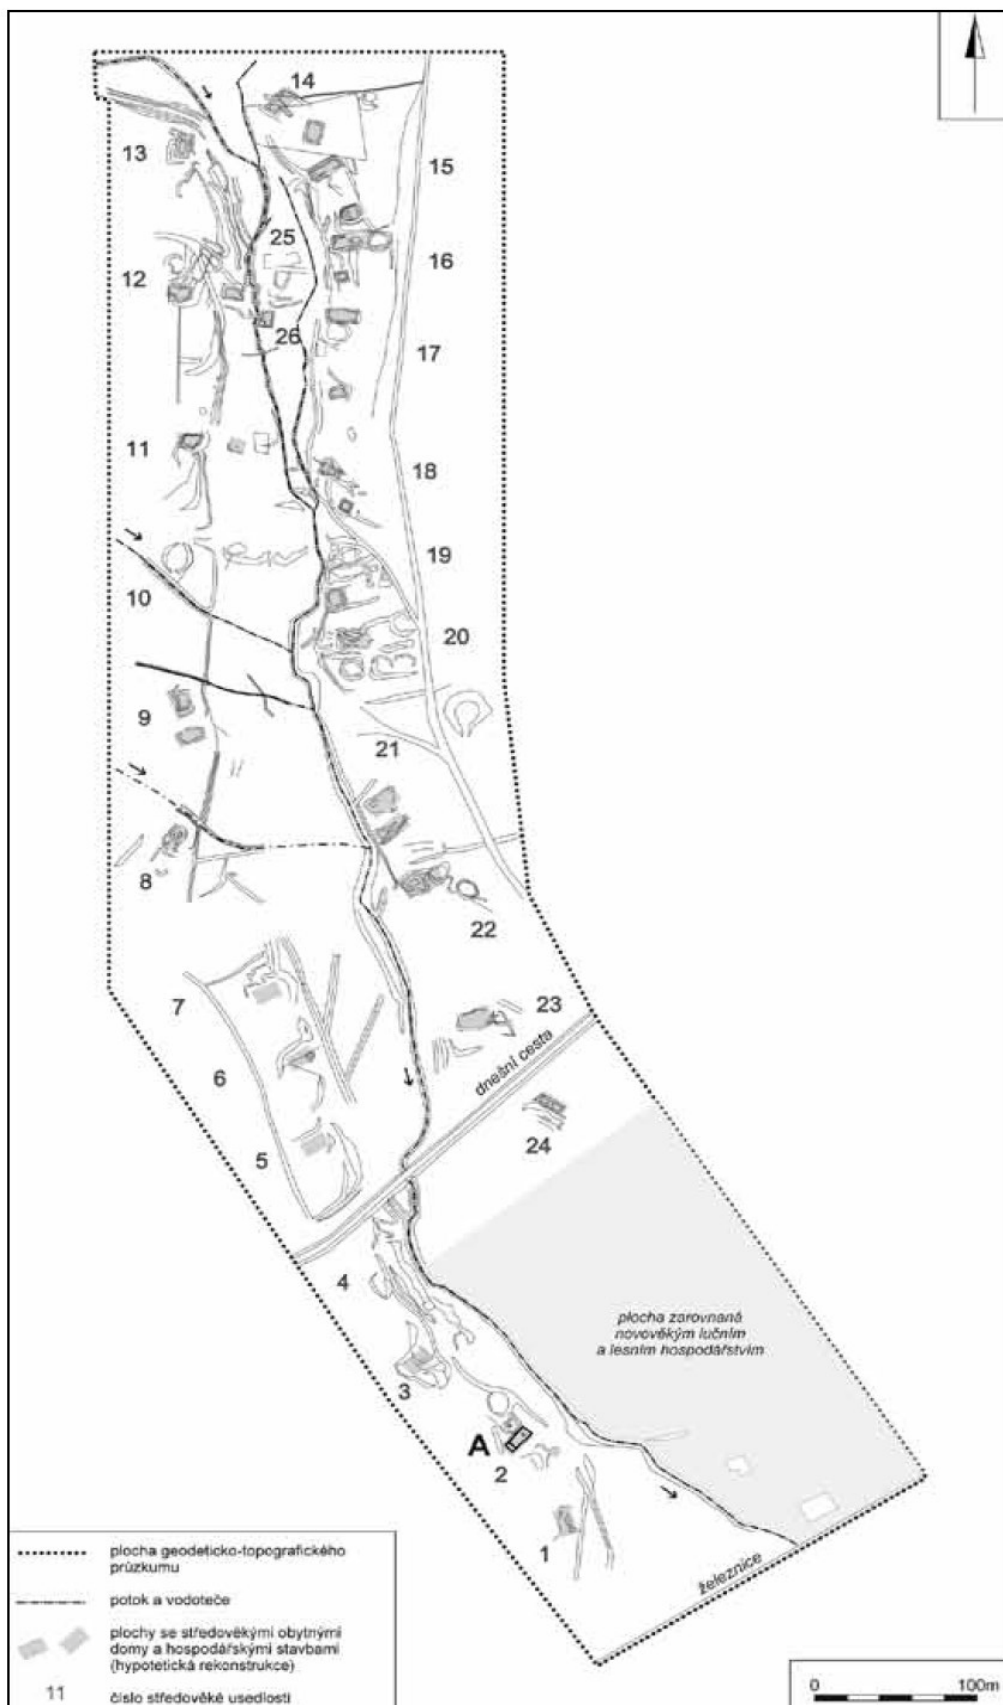 14
13
15
25
16
12
26
17
11
18
19
10
20
9
21
8
22
7
23
6
dnešní cesta
24
5
4
plocha zarovnaná
novověkým lučním
a lesním hospodářstvím
3
A
2
1
železnice
plocha geodeticko-topografického
průzkumu
potok a vodoteče
plochy se středověkými obytnými
domy a hospodářskými stavbami
(hypotetická rekonstrukce)
11 číslo středověké usedlosti
0 100m